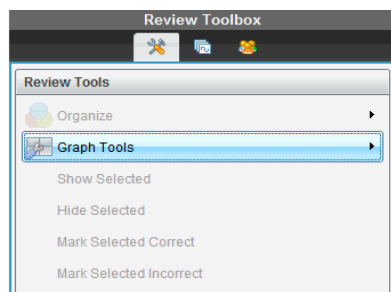 Review Toolbox
Review Tools
Organize
Graph Tools
Show Selected
Hide Selected
Mark Selected Correct
Mark Selected Incorrect